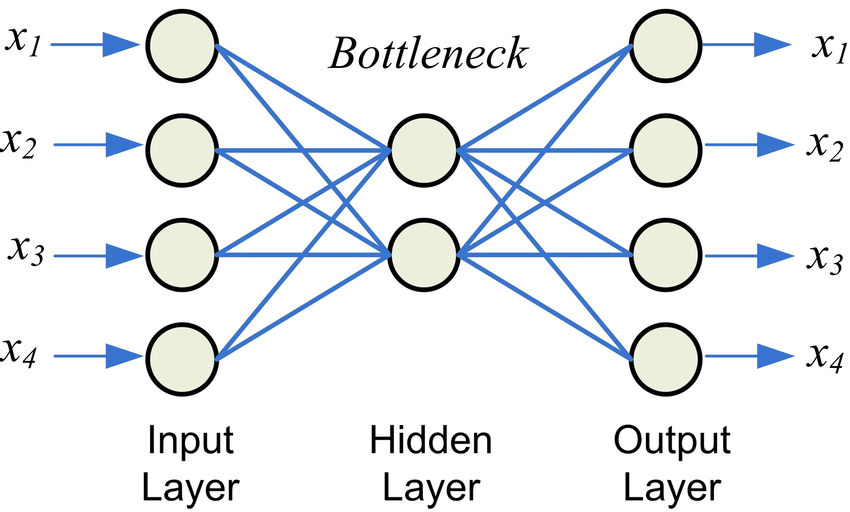 x1
x2
x3
x4
Bottleneck
x1
x2
x3
x4
Input
Layer
Hidden
Layer
Output
Layer